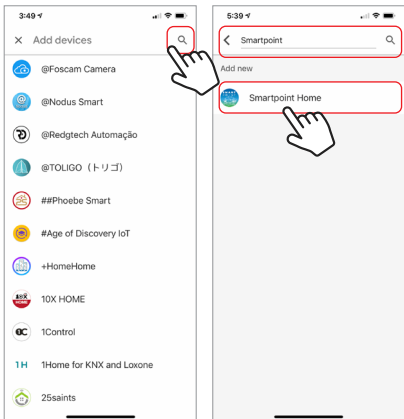 3:49
Add devices
@Foscam Camera
@Nodus Smart
@Redgtech Automação
@TOLIGO (トリゴ)
##Phoebe Smart
#Age of Discovery IoT
+HomeHome
10X HOME
1Control
1H 1Home for KNX and Loxone
25saints
5:39
Smartpoint
Add new
Smartpoint Home